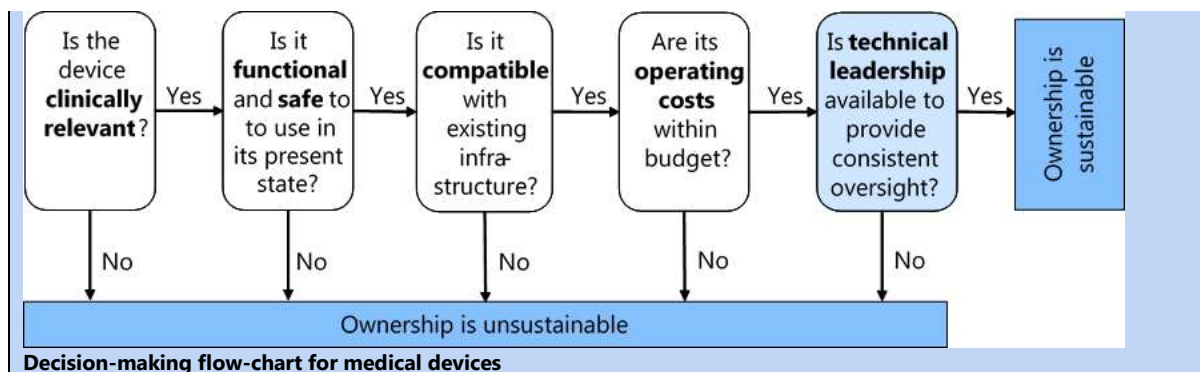 Is the
device
clinically
relevant?
Yes
No
Is it
functional
and safe to
to use in
its present
state?
Yes
No
Is it
compatible
with
existing
infra-
structure?
Yes
No
Are its
operating
costs
within
budget?
Yes
No
Is technical
leadership
available to
provide
consistent
oversight?
Yes
No
Ownership is
sustainable
Ownership is unsustainable
Decision-making flow-chart for medical devices